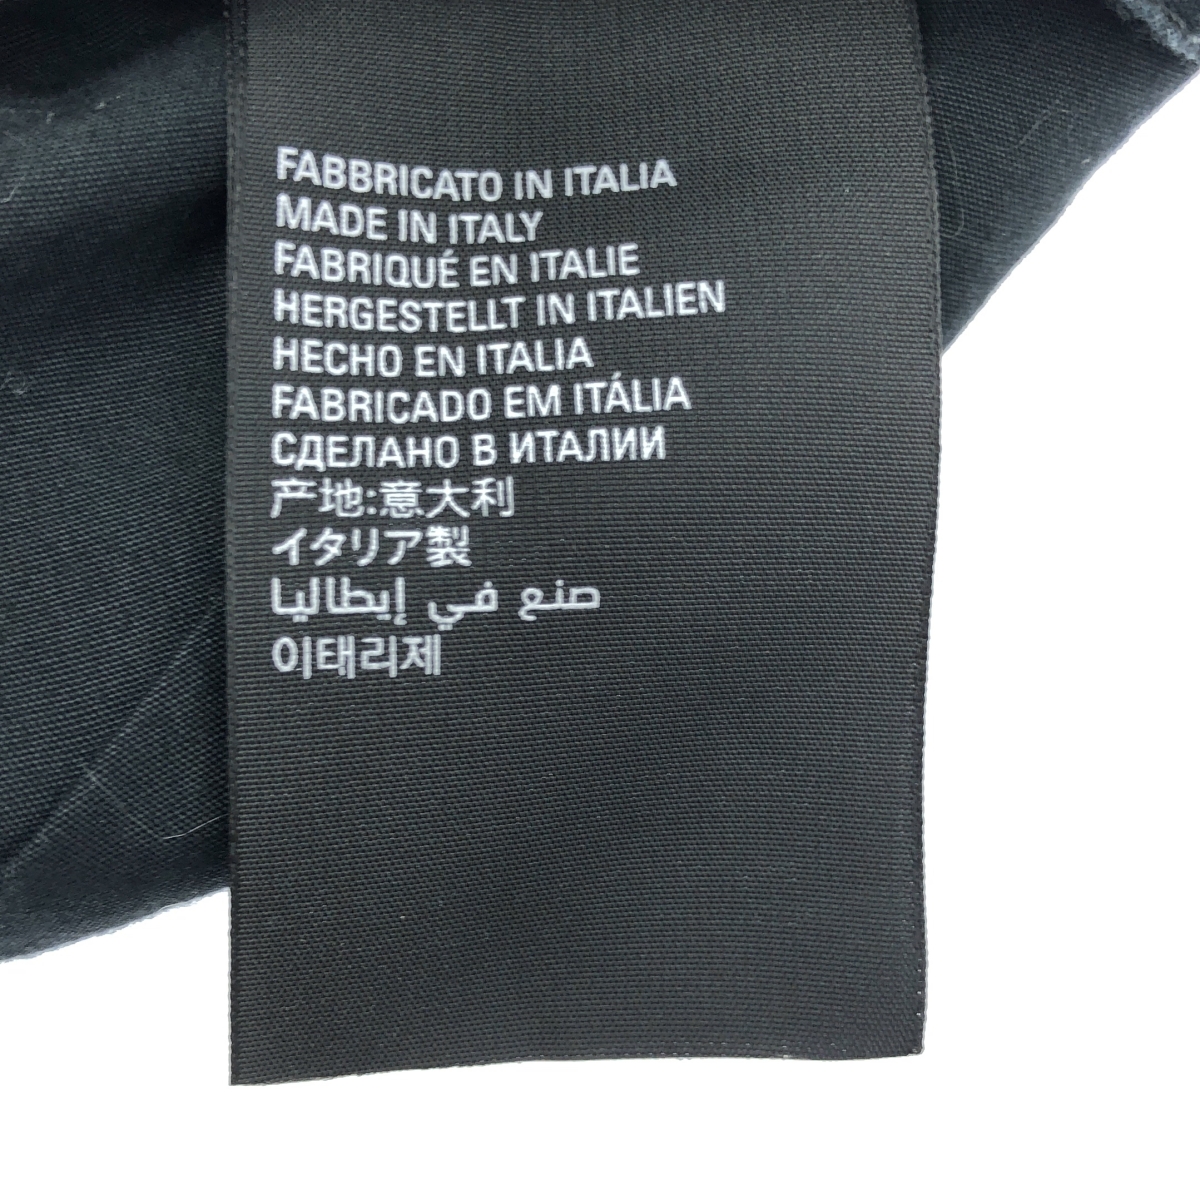 FABBRICATO IN ITALIA
MADE IN ITALY
FABRIQUÉ EN ITALIE
HERGESTELLT IN ITALIEN
HECHO EN ITALIA
FABRICADO EM ITÁLIA
СДЕЛАНО В ИТАЛИИ
产地:意大利
イタリア製
صنع في إيطاليا
이태리제